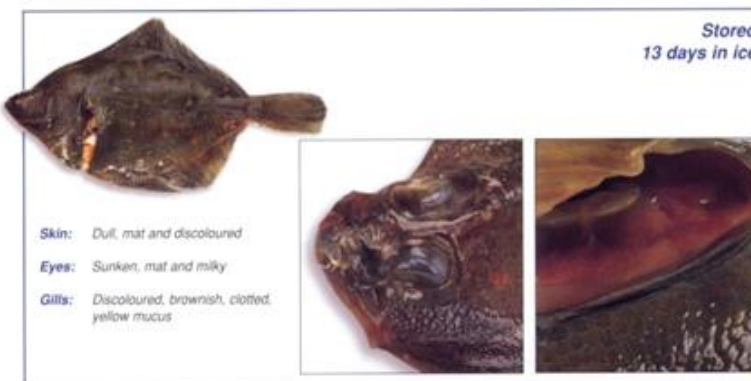 Stored
13 days in ice
Skin: Dull, mat and discoloured
Eyes: Sunken, mat and milky
Gills: Discoloured, brownish, clotted,
yellow mucus